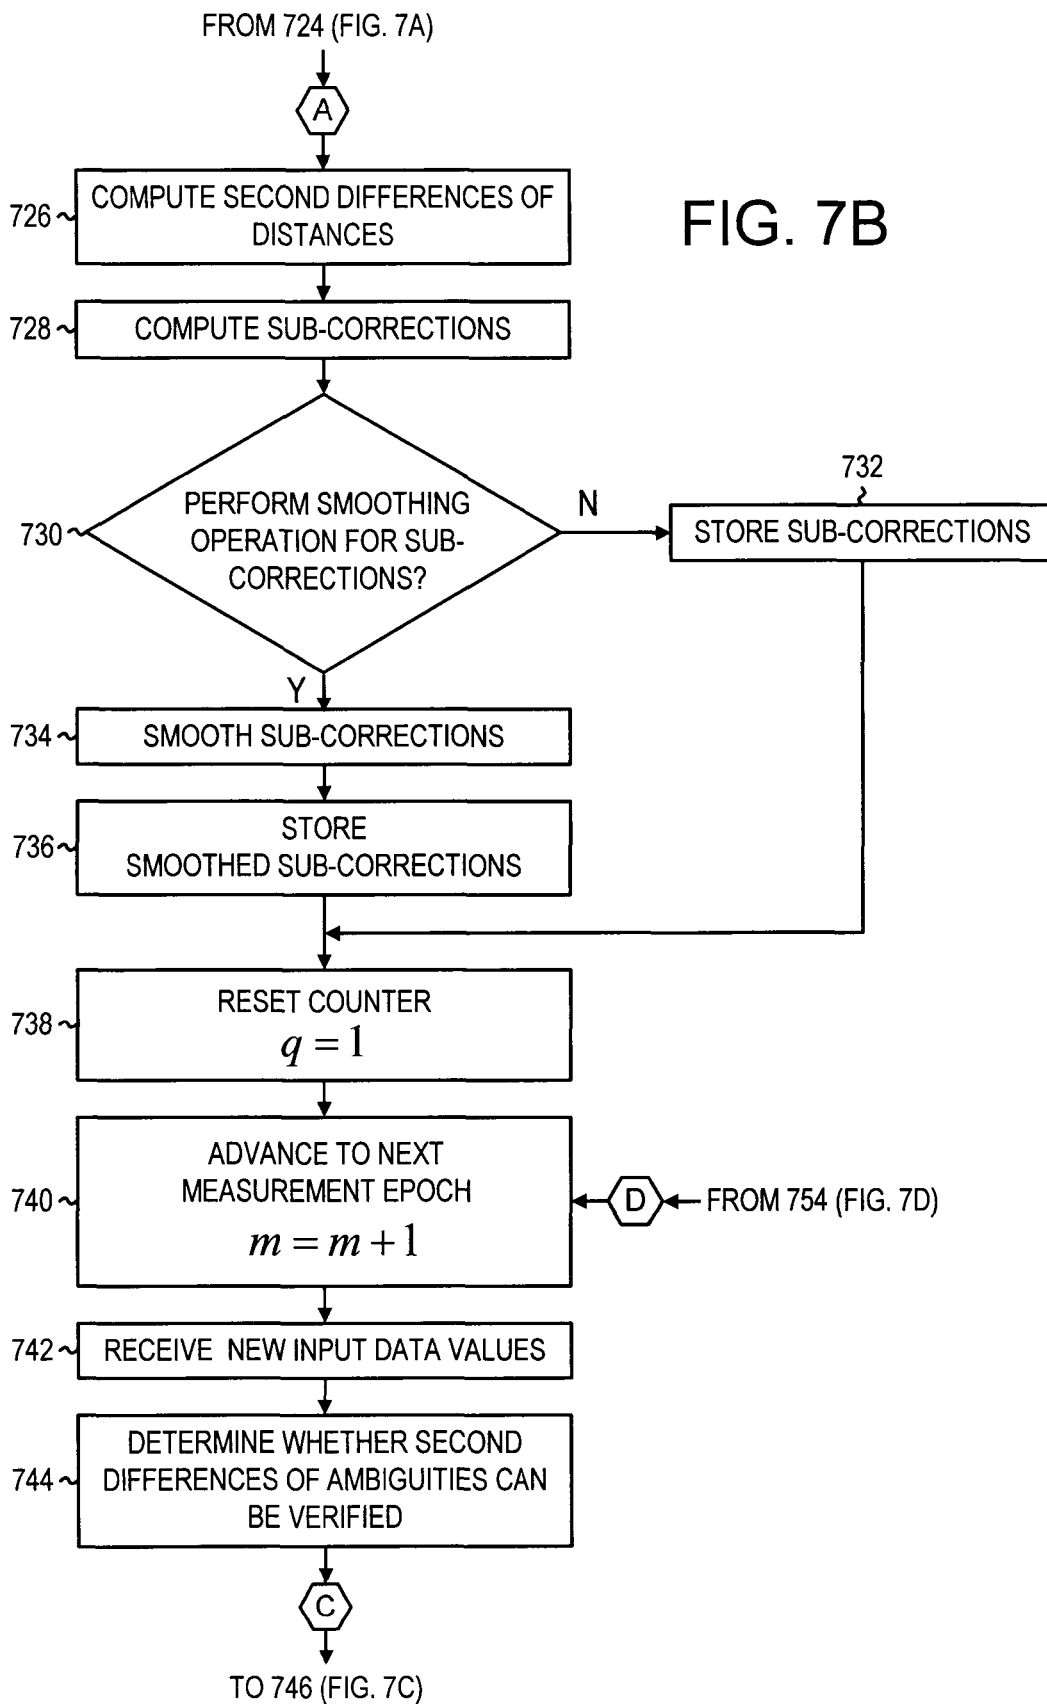 FROM 724 (FIG. 7A)
A
FIG. 7B
726
COMPUTE SECOND DIFFERENCES OF
DISTANCES
728
COMPUTE SUB-CORRECTIONS
730
PERFORM SMOOTHING
OPERATION FOR SUB-
CORRECTIONS?
N
732
STORE SUB-CORRECTIONS
Y
734
SMOOTH SUB-CORRECTIONS
736
STORE
SMOOTHED SUB-CORRECTIONS
738
RESET COUNTER
q = 1
740
ADVANCE TO NEXT
MEASUREMENT EPOCH
m = m + 1
D
FROM 754 (FIG. 7D)
742
RECEIVE NEW INPUT DATA VALUES
744
DETERMINE WHETHER SECOND
DIFFERENCES OF AMBIGUITIES CAN
BE VERIFIED
C
TO 746 (FIG. 7C)